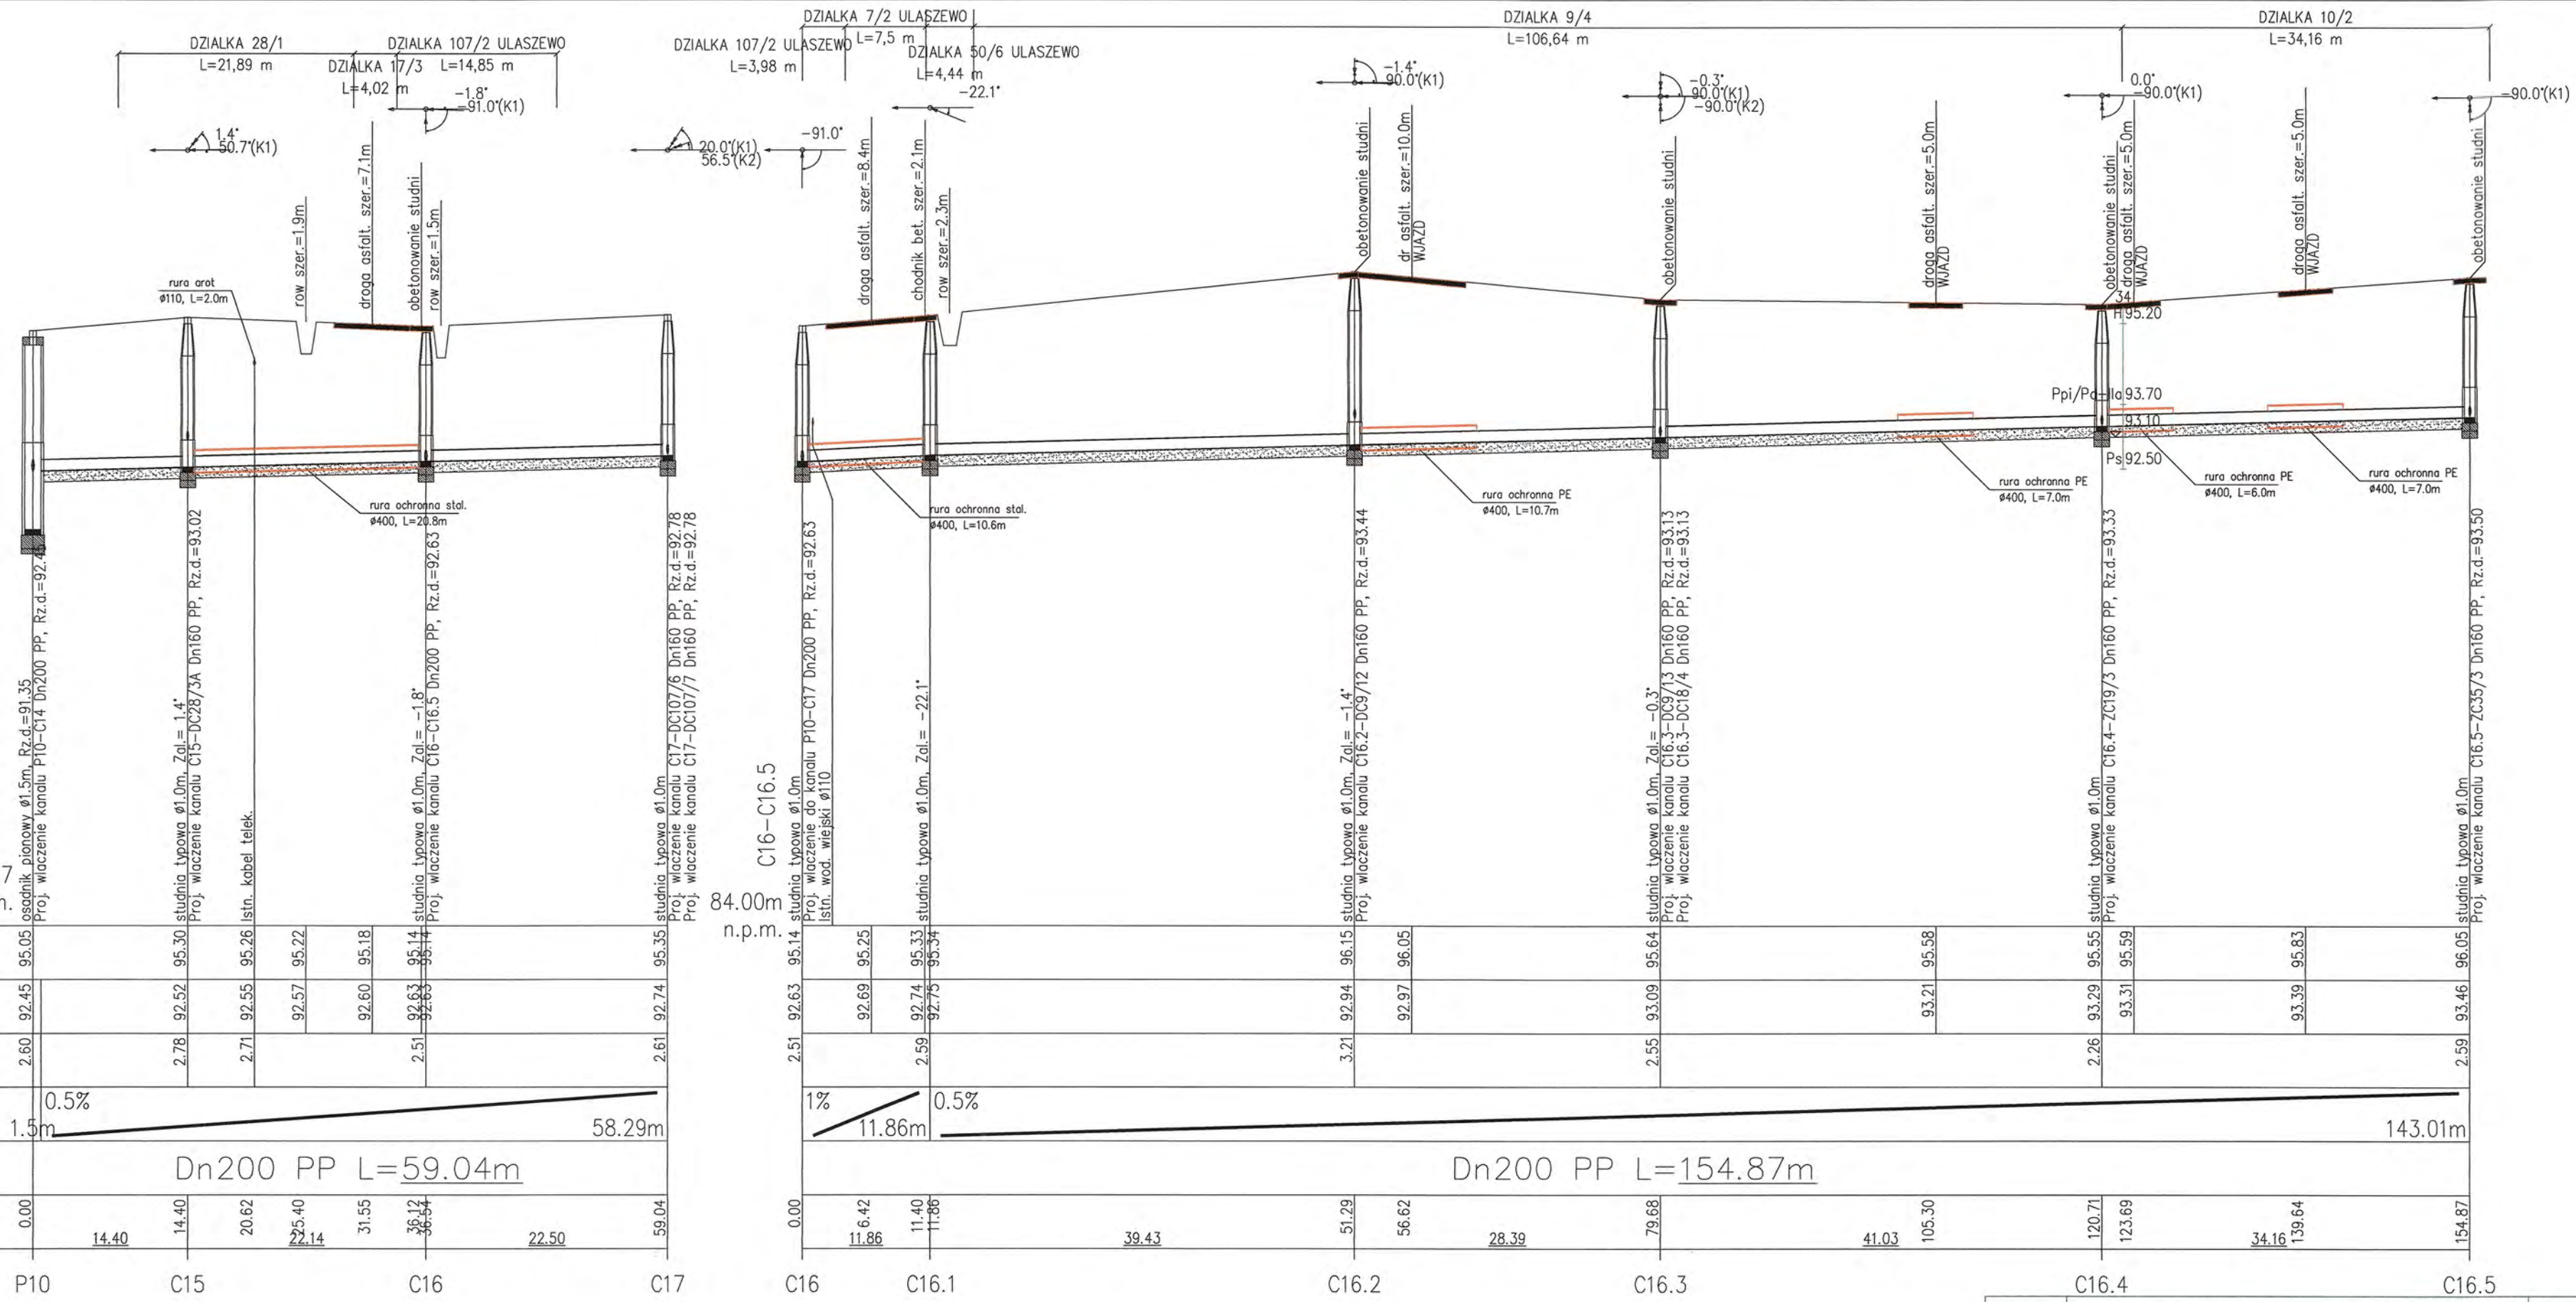 DZIALKA 28/1
L=21,89 m
DZIALKA 17/3
L=4,02 m
DZIALKA 107/2 ULASZEWO
L=14,85 m
DZIALKA 107/2 ULASZEWO
L=3,98 m
DZIALKA 7/2 ULASZEWO
L=7,5 m
DZIALKA 50/6 ULASZEWO
L=4,44 m
DZIALKA 9/4
L=106,64 m
DZIALKA 10/2
L=34,16 m
1.4°
50.7°(K1)
-1.8°
-91.0°(K1)
20.0°(K1)
56.5°(K2)
-91.0°
-22.1°
-1.4°
90.0°(K1)
-0.3°
90.0°(K1)
-90.0°(K2)
0.0°
-90.0°(K1)
-90.0°(K1)
rura arot
ø110, L=2.0m
row szer.=1.9m
droga asfalt. szer.=7.1m
obetonowanie studni
row szer.=1.5m
droga asfalt. szer.=8.4m
chodnik bet. szer.=2.1m
row szer.=2.3m
obetonowanie studni
dr asfalt. szer.=10.0m
WJAZD
obetonowanie studni
droga asfalt. szer.=5.0m
WJAZD
obetonowanie studni
droga asfalt. szer.=5.0m
WJAZD
droga asfalt. szer.=5.0m
WJAZD
obetonowanie studni
34
H95.20
Ppi/Pd-IIa 93.70
93.10
Ps 92.50
rura ochronna stal.
ø400, L=20.8m
rura ochronna stal.
ø400, L=10.6m
rura ochronna PE
ø400, L=10.7m
rura ochronna PE
ø400, L=7.0m
rura ochronna PE
ø400, L=6.0m
rura ochronna PE
ø400, L=7.0m
osadnik pionowy ø1.5m, Rz.d.=91.35
Proj. wlaczenie kanalu P10-C14 Dn200 PP, Rz.d.=92.45
studnia typowa ø1.0m, Zal.= 1.4°
Proj. wlaczenie kanalu C15-DC28/3A Dn160 PP, Rz.d.=93.02
Istn. kabel telek.
studnia typowa ø1.0m, Zal.= -1.8°
Proj. wlaczenie kanalu C16-C16.5 Dn200 PP, Rz.d.=92.63
studnia typowa ø1.0m
Proj. wlaczenie kanalu C17-DC107/6 Dn160 PP, Rz.d.=92.78
Proj. wlaczenie kanalu C17-DC107/7 Dn160 PP, Rz.d.=92.78
C16-C16.5
84.00m
n.p.m.
studnia typowa ø1.0m
Proj. wlaczenie do kanalu P10-C17 Dn200 PP, Rz.d.=92.63
Istn. wod. wiejski ø110
studnia typowa ø1.0m, Zal.= -22.1°
studnia typowa ø1.0m, Zal.= -1.4°
Proj. wlaczenie kanalu C16.2-DC9/12 Dn160 PP, Rz.d.=93.44
studnia typowa ø1.0m, Zal.= -0.3°
Proj. wlaczenie kanalu C16.3-DC9/13 Dn160 PP, Rz.d.=93.13
Proj. wlaczenie kanalu C16.3-DC18/4 Dn160 PP, Rz.d.=93.13
studnia typowa ø1.0m
Proj. wlaczenie kanalu C16.4-ZC19/3 Dn160 PP, Rz.d.=93.33
studnia typowa ø1.0m
Proj. wlaczenie kanalu C16.5-ZC35/3 Dn160 PP, Rz.d.=93.50
7
m.
95.05 95.30 95.26 95.22 95.18 95.14 95.14 95.35
95.14 95.25 95.33 95.34 96.15 96.05 95.64 95.58 95.55 95.59 95.83 96.05
92.45 92.52 92.55 92.57 92.60 92.63 92.63 92.74
92.63 92.69 92.74 92.75 92.94 92.97 93.09 93.21 93.29 93.31 93.39 93.46
2.60 2.78 2.71 2.51 2.61
2.51 2.59 3.21 2.55 2.26 2.59
0.5%
1.5m
58.29m
1%
11.86m
0.5%
143.01m
Dn200 PP L=59.04m
Dn200 PP L=154.87m
0.00 14.40 20.62 25.40 31.55 36.12 36.54 59.04
0.00 6.42 11.40 11.86 51.29 56.62 79.68 105.30 120.71 123.69 139.64 154.87
14.40 22.14 22.50
11.86 39.43 28.39 41.03 34.16
P10 C15 C16 C17
C16 C16.1 C16.2 C16.3 C16.4 C16.5